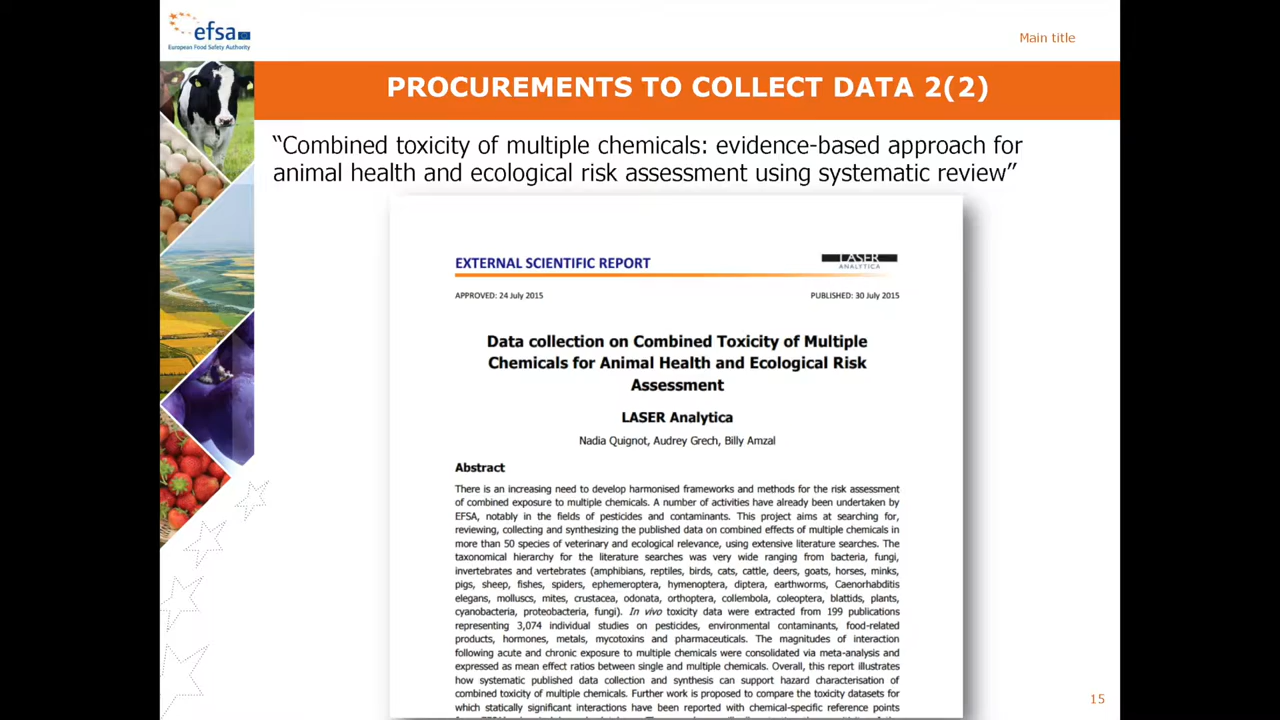 efsa
European Food Safety Authority
Main title
PROCUREMENTS TO COLLECT DATA 2(2)
“Combined toxicity of multiple chemicals: evidence-based approach for
animal health and ecological risk assessment using systematic review”
EXTERNAL SCIENTIFIC REPORT
LASER
ANALYTICA
APPROVED: 24 July 2015
PUBLISHED: 30 July 2015
Data collection on Combined Toxicity of Multiple
Chemicals for Animal Health and Ecological Risk
Assessment
LASER Analytica
Nadia Quignot, Audrey Grech, Billy Amzal
Abstract
There is an increasing need to develop harmonised frameworks and methods for the risk assessment
of combined exposure to multiple chemicals. A number of activities have already been undertaken by
EFSA, notably in the fields of pesticides and contaminants. This project aims at searching for,
reviewing, collecting and synthesizing the published data on combined effects of multiple chemicals in
more than 50 species of veterinary and ecological relevance, using extensive literature searches. The
taxonomical hierarchy for the literature searches was very wide ranging from bacteria, fungi,
invertebrates and vertebrates (amphibians, reptiles, birds, cats, cattle, deers, goats, horses, minks,
pigs, sheep, fishes, spiders, ephemeroptera, hymenoptera, diptera, earthworms, Caenorhabditis
elegans, molluscs, mites, crustacea, odonata, orthoptera, collembola, coleoptera, blattids, plants,
cyanobacteria, proteobacteria, fungi). In vivo toxicity data were extracted from 199 publications
representing 3,074 individual studies on pesticides, environmental contaminants, food-related
products, hormones, metals, mycotoxins and pharmaceuticals. The magnitudes of interaction
following acute and chronic exposure to multiple chemicals were consolidated via meta-analysis and
expressed as mean effect ratios between single and multiple chemicals. Overall, this report illustrates
how systematic published data collection and synthesis can support hazard characterisation of
combined toxicity of multiple chemicals. Further work is proposed to compare the toxicity datasets for
which statically significant interactions have been reported with chemical-specific reference points
15